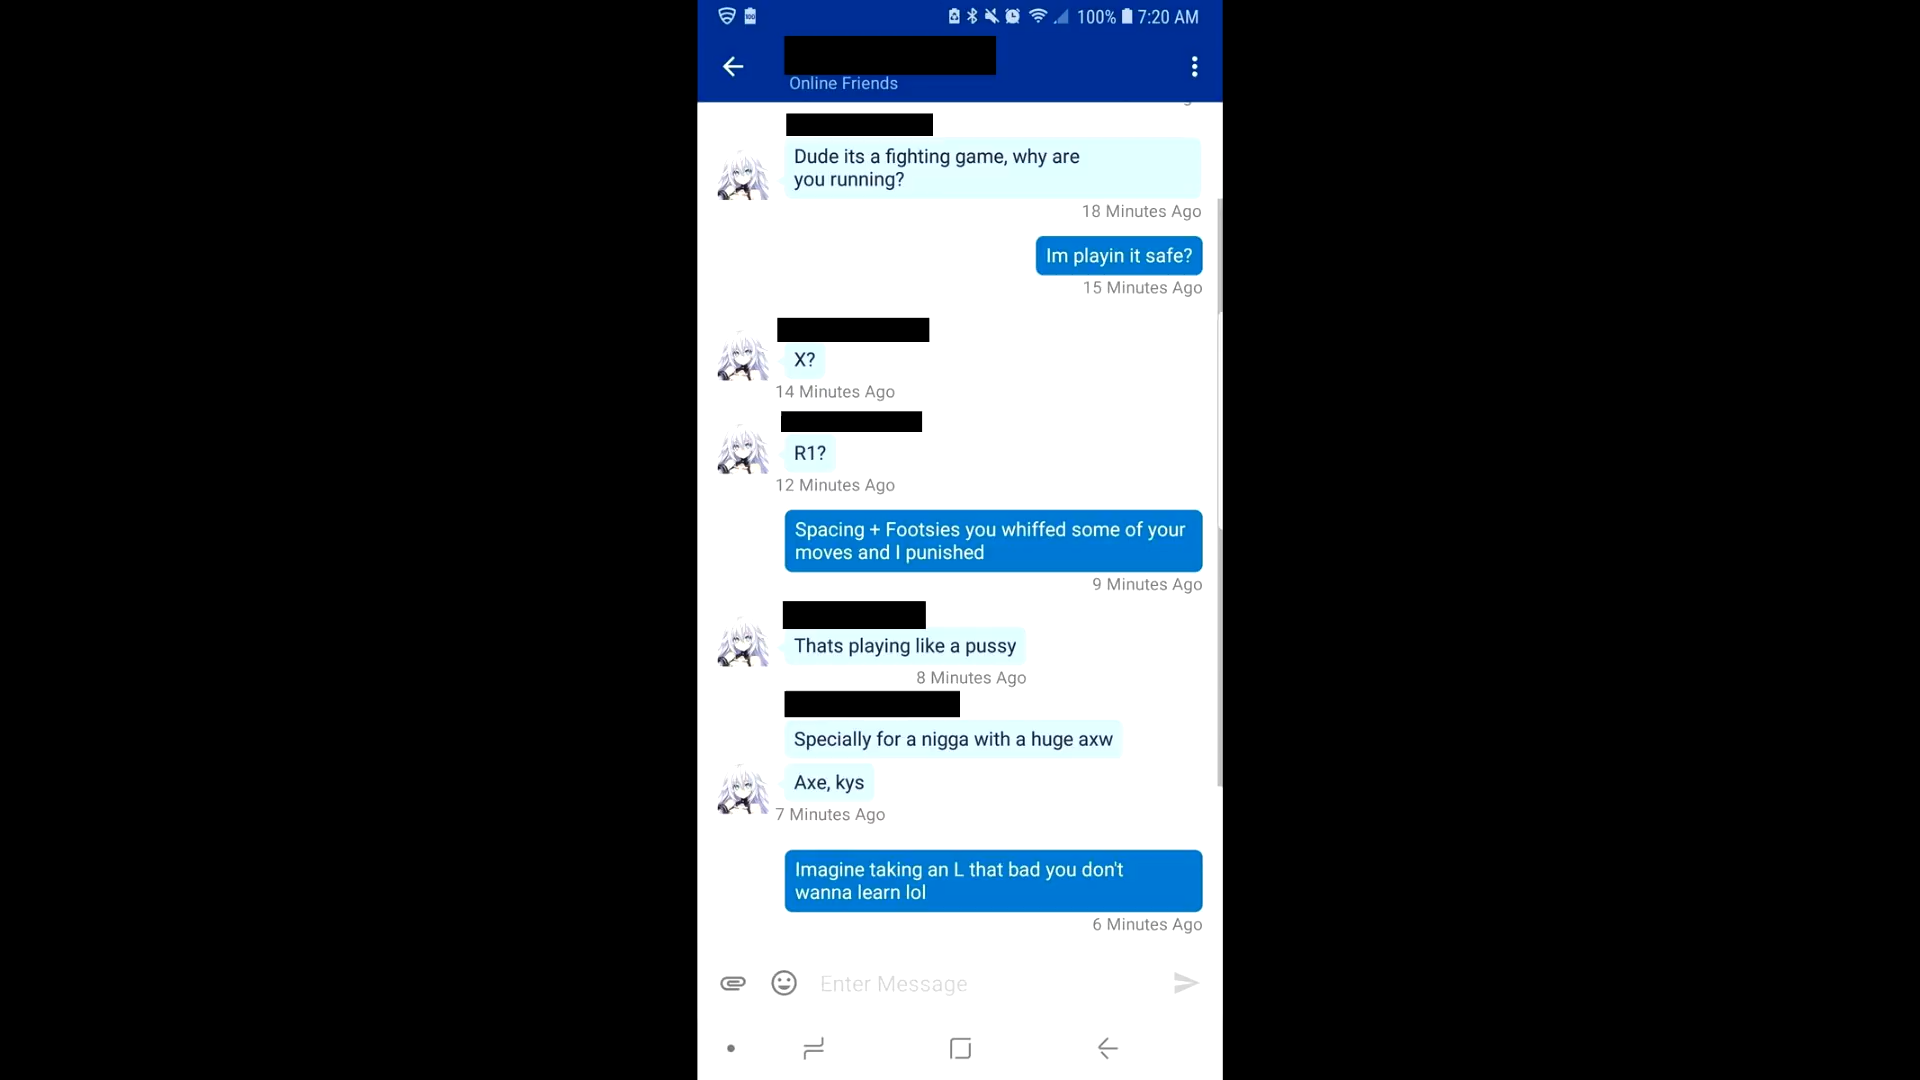 100% 7:20 AM
Online Friends
Dude its a fighting game, why are
you running?
18 Minutes Ago
Im playin it safe?
15 Minutes Ago
X?
14 Minutes Ago
R1?
12 Minutes Ago
Spacing + Footsies you whiffed some of your
moves and I punished
9 Minutes Ago
Thats playing like a pussy
8 Minutes Ago
Specially for a nigga with a huge axw
Axe, kys
7 Minutes Ago
Imagine taking an L that bad you don't
wanna learn lol
6 Minutes Ago
Enter Message